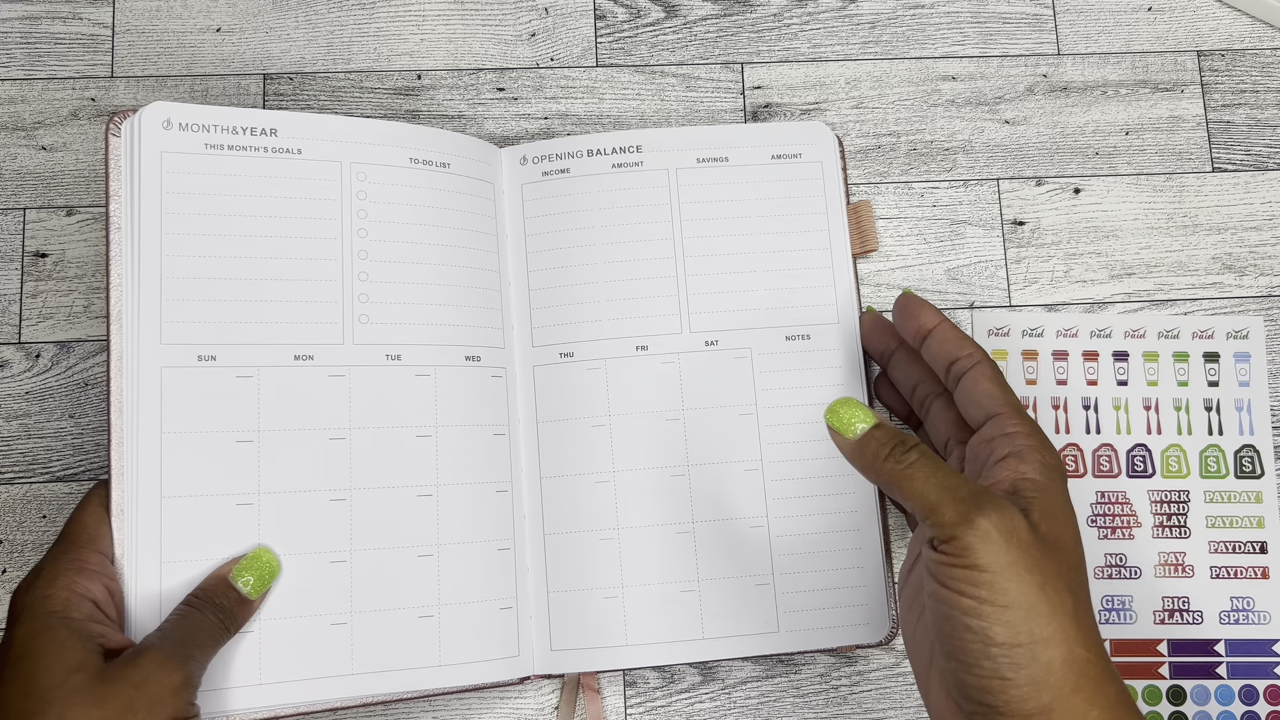 MONTH&YEAR
THIS MONTH'S GOALS
TO-DO LIST
SUN MON TUE WED
OPENING BALANCE
INCOME AMOUNT SAVINGS AMOUNT
THU FRI SAT NOTES
Paid Paid Paid Paid Paid Paid Paid Paid
$ $ $ $ $ $
LIVE.
WORK.
CREATE.
PLAY.
WORK
HARD
PLAY
HARD
PAYDAY!
PAYDAY!
PAYDAY!
PAYDAY!
NO
SPEND
PAY
BILLS
GET
PAID
BIG
PLANS
NO
SPEND